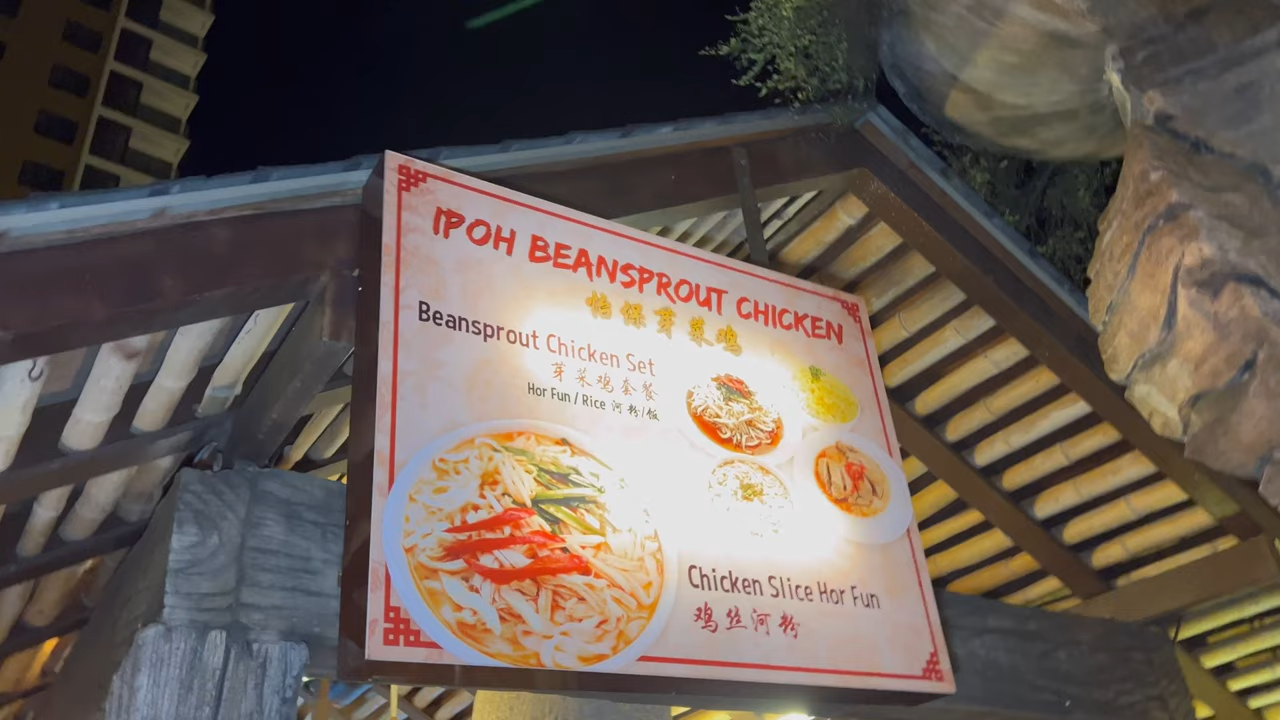 IPOH BEANSPROUT CHICKEN
怡保芽菜鸡
Beansprout Chicken Set
芽菜鸡套餐
Hor Fun / Rice 河粉/饭
Chicken Slice Hor Fun
鸡丝河粉